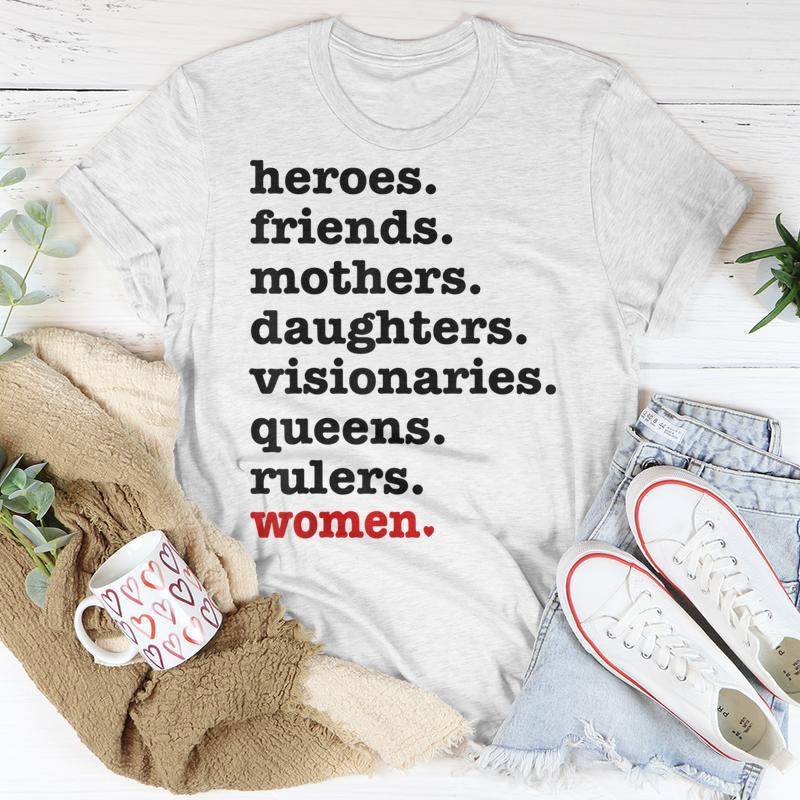 heroes.
friends.
mothers.
daughters.
visionaries.
queens.
rulers.
women.